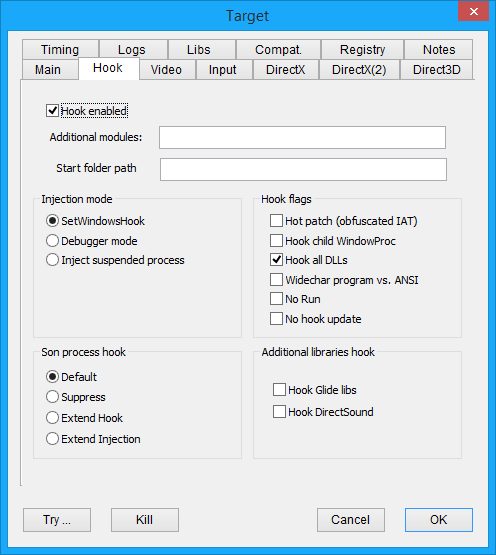 Target
Timing Logs Libs Compat. Registry Notes
Main Hook Video Input DirectX DirectX(2) Direct3D
Hook enabled
Additional modules:
Start folder path
Injection mode
SetWindowsHook
Debugger mode
Inject suspended process
Hook flags
Hot patch (obfuscated IAT)
Hook child WindowProc
Hook all DLLs
Widechar program vs. ANSI
No Run
No hook update
Son process hook
Default
Suppress
Extend Hook
Extend Injection
Additional libraries hook
Hook Glide libs
Hook DirectSound
Try ... Kill Cancel OK